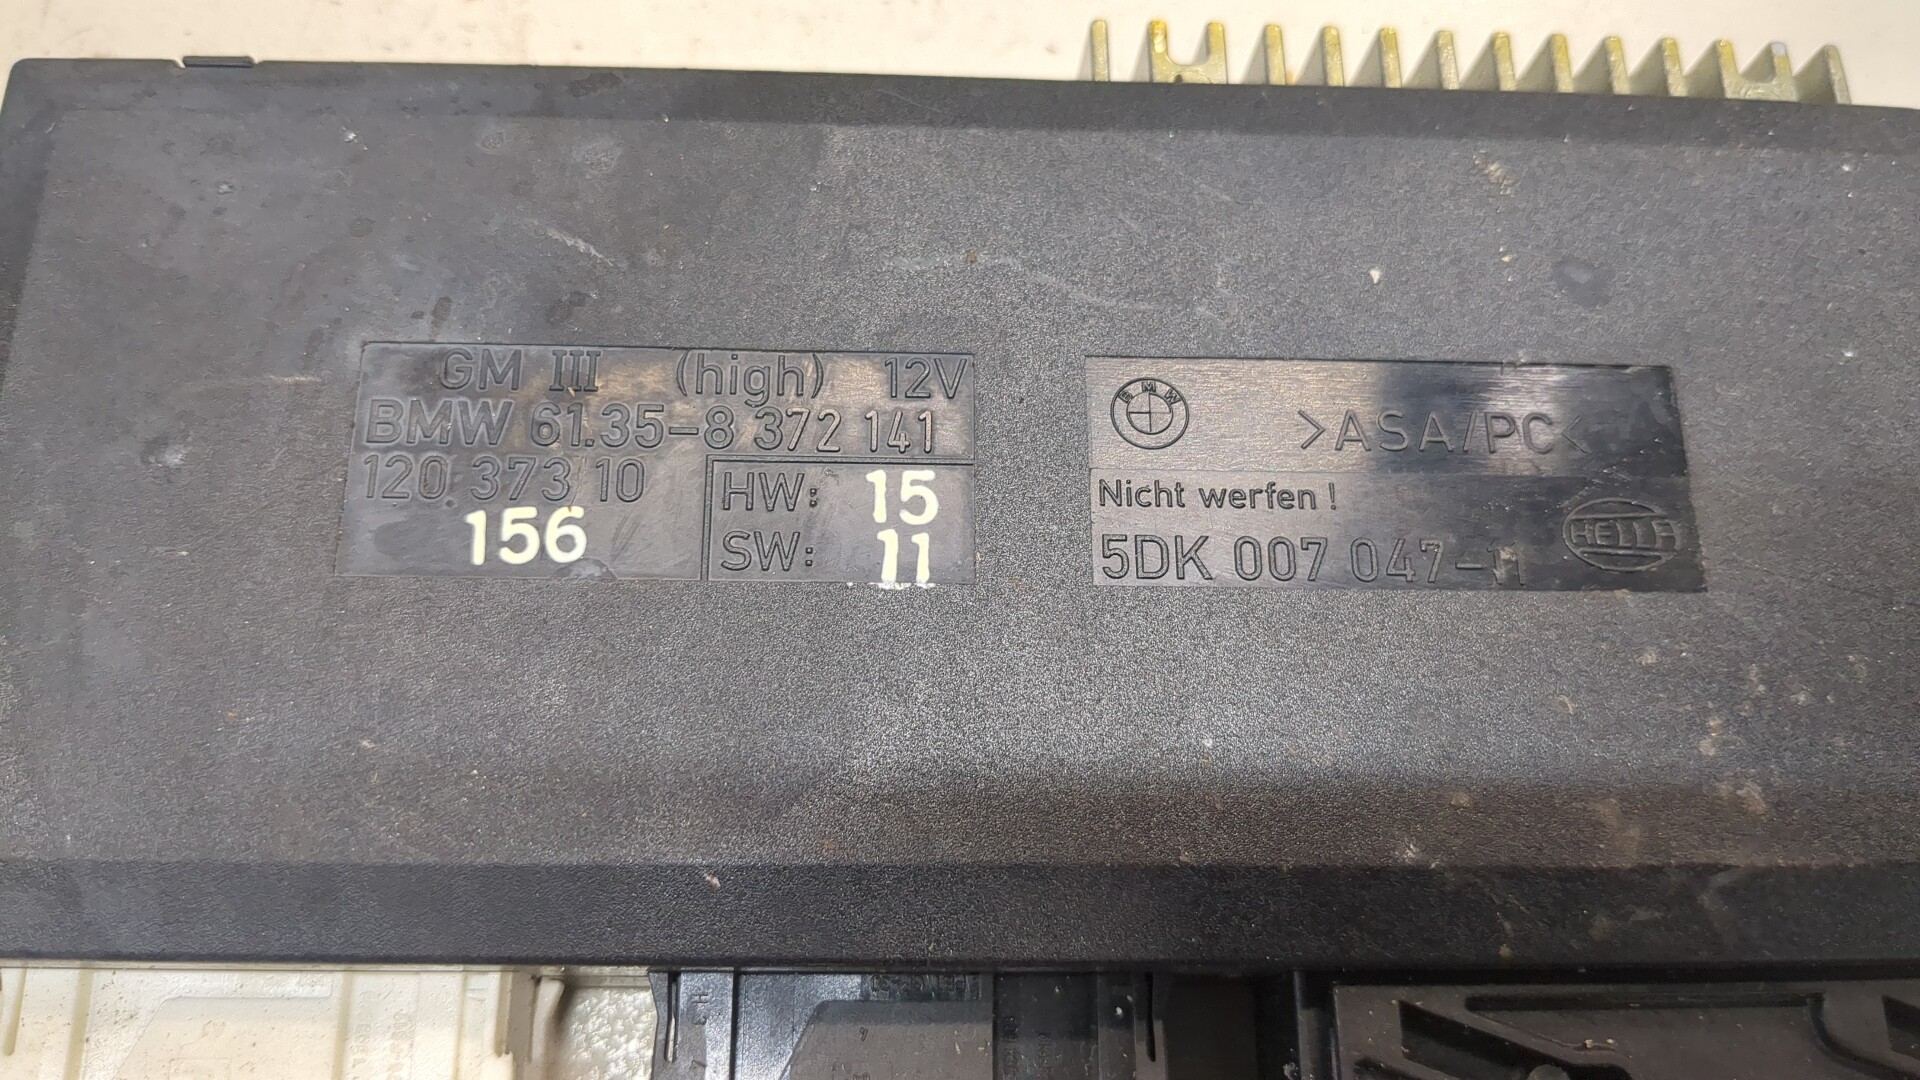 GM III (high) 12V
BMW 61.35-8 372 141
120 373/10
156
HW: 15
SW: 11
BMW
>ASA/PC<
Nicht werfen!
5DK 007 047-11
HELLA